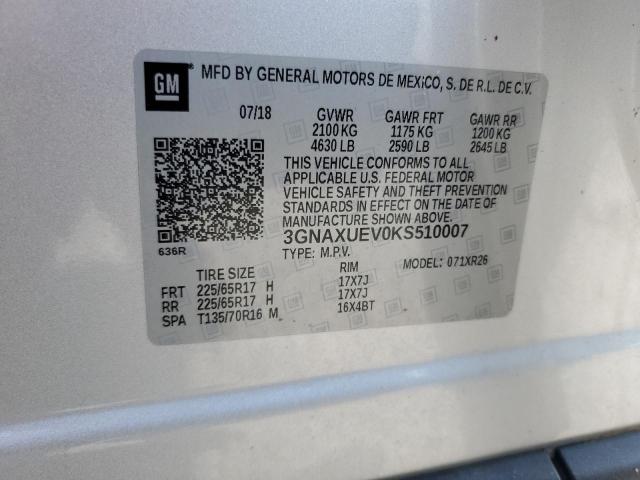 GM MFD BY GENERAL MOTORS DE MEXICO, S. DE R.L. DE C.V.
07/18 GVWR GAWR FRT GAWR RR
2100 KG 1175 KG 1200 KG
4630 LB 2590 LB 2645 LB
THIS VEHICLE CONFORMS TO ALL
APPLICABLE U.S. FEDERAL MOTOR
VEHICLE SAFETY AND THEFT PREVENTION
STANDARDS IN EFFECT ON THE DATE OF
MANUFACTURE SHOWN ABOVE.
636R 3GNAXUEV0KS510007
TYPE: M.P.V. MODEL: 071XR26
TIRE SIZE RIM
FRT 225/65R17 H 17X7J
RR 225/65R17 H 17X7J
SPA T135/70R16 M 16X4BT